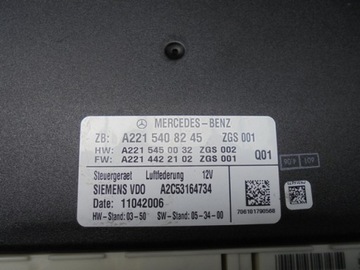 MERCEDES-BENZ
ZB: A221 540 82 45 ZGS 001
HW: A221 545 00 32 ZGS 002
FW: A221 442 21 02 ZGS 001 Q01
Steuergeraet Luftfederung 12V
SIEMENS VDO A2C53164734
Date: 11042006
HW-Stand: 03-50 SW-Stand: 05-34-00